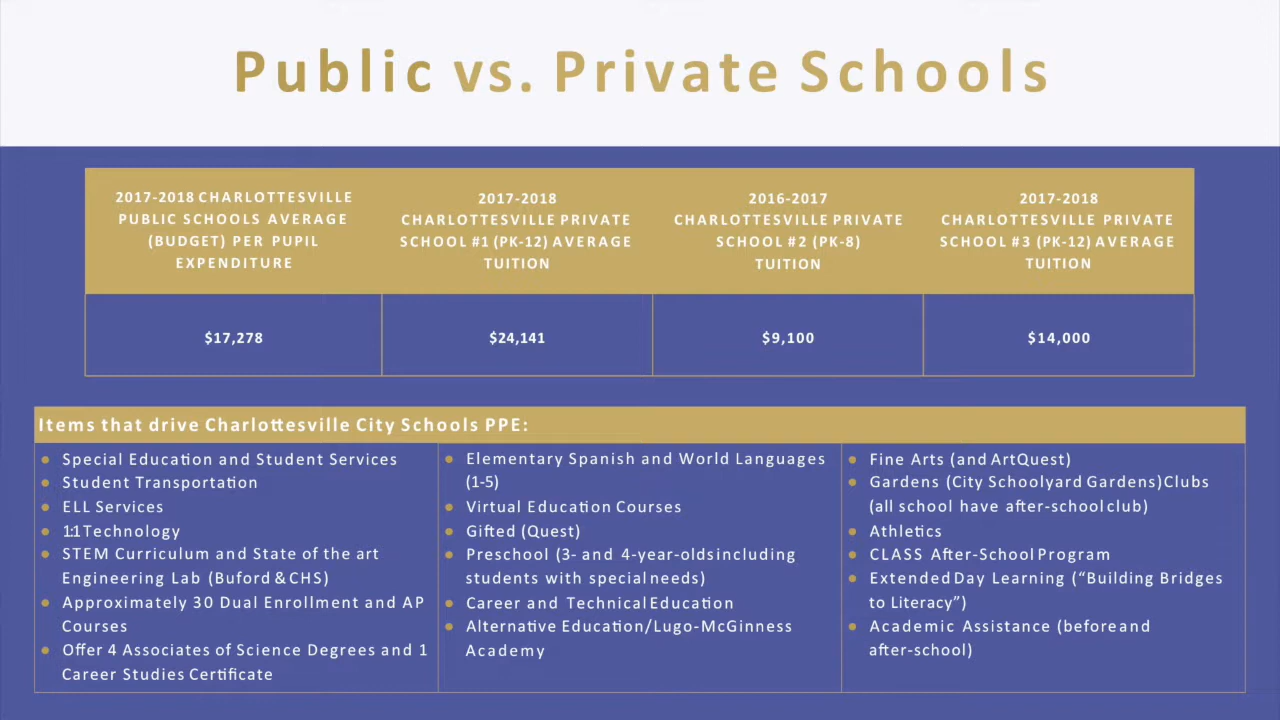 Public vs. Private Schools
2017-2018 CHARLOTTESVILLE
PUBLIC SCHOOLS AVERAGE
(BUDGET) PER PUPIL
EXPENDITURE
2017-2018
CHARLOTTESVILLE PRIVATE
SCHOOL #1 (PK-12) AVERAGE
TUITION
2016-2017
CHARLOTTESVILLE PRIVATE
SCHOOL #2 (PK-8)
TUITION
2017-2018
CHARLOTTESVILLE PRIVATE
SCHOOL #3 (PK-12) AVERAGE
TUITION
$17,278
$24,141
$9,100
$14,000
Items that drive Charlottesville City Schools PPE:
• Special Education and Student Services
• Student Transportation
• ELL Services
• 1:1 Technology
• STEM Curriculum and State of the art
Engineering Lab (Buford & CHS)
• Approximately 30 Dual Enrollment and AP
Courses
• Offer 4 Associates of Science Degrees and 1
Career Studies Certificate
• Elementary Spanish and World Languages
(1-5)
• Virtual Education Courses
• Gifted (Quest)
• Preschool (3- and 4-year-olds including
students with special needs)
• Career and Technical Education
• Alternative Education/Lugo-McGinness
Academy
• Fine Arts (and ArtQuest)
• Gardens (City Schoolyard Gardens)Clubs
(all school have after-school club)
• Athletics
• CLASS After-School Program
• Extended Day Learning (“Building Bridges
to Literacy”)
• Academic Assistance (before and
after-school)